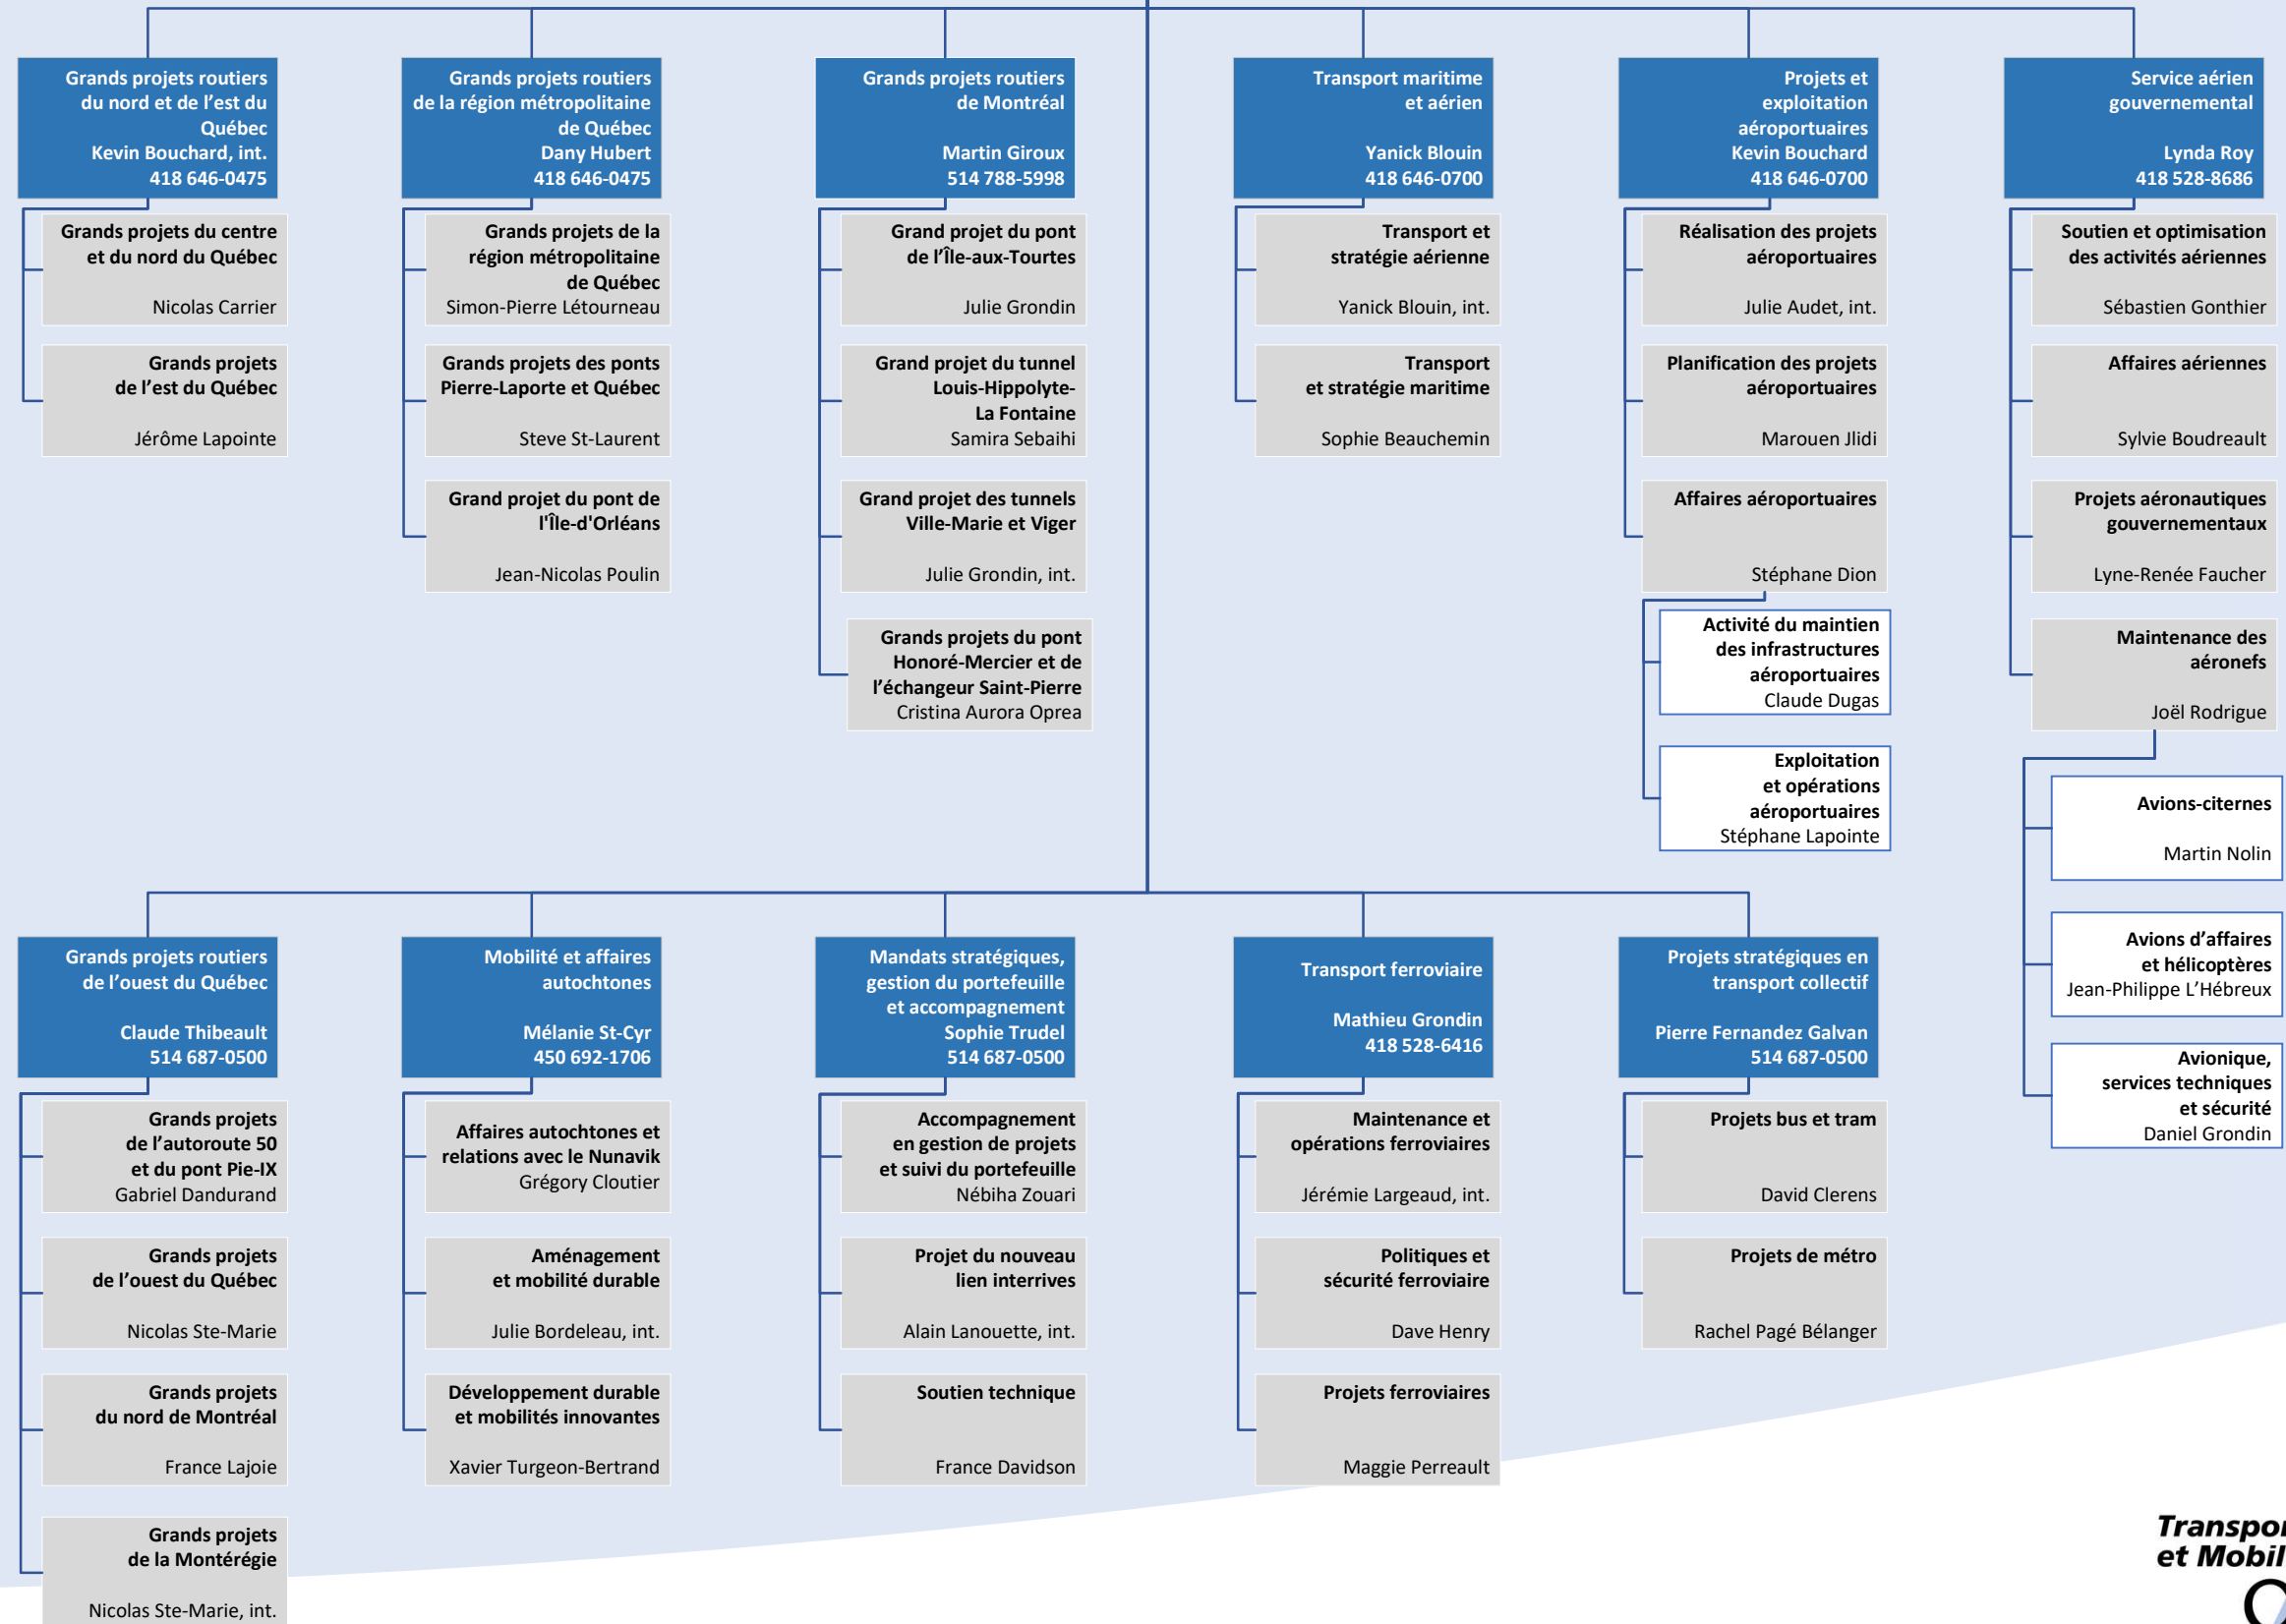 Grands projets routiers
du nord et de l’est du
Québec
Kevin Bouchard, int.
418 646-0475
Grands projets du centre
et du nord du Québec
Nicolas Carrier
Grands projets
de l’est du Québec
Jérôme Lapointe
Grands projets routiers
de la région métropolitaine
de Québec
Dany Hubert
418 646-0475
Grands projets de la
région métropolitaine
de Québec
Simon-Pierre Létourneau
Grands projets des ponts
Pierre-Laporte et Québec
Steve St-Laurent
Grand projet du pont de
l'Île-d'Orléans
Jean-Nicolas Poulin
Grands projets routiers
de Montréal
Martin Giroux
514 788-5998
Grand projet du pont
de l’Île-aux-Tourtes
Julie Grondin
Grand projet du tunnel
Louis-Hippolyte-
La Fontaine
Samira Sebaihi
Grand projet des tunnels
Ville-Marie et Viger
Julie Grondin, int.
Grands projets du pont
Honoré-Mercier et de
l’échangeur Saint-Pierre
Cristina Aurora Oprea
Transport maritime
et aérien
Yanick Blouin
418 646-0700
Transport et
stratégie aérienne
Yanick Blouin, int.
Transport
et stratégie maritime
Sophie Beauchemin
Projets et
exploitation
aéroportuaires
Kevin Bouchard
418 646-0700
Réalisation des projets
aéroportuaires
Julie Audet, int.
Planification des projets
aéroportuaires
Marouen Jlidi
Affaires aéroportuaires
Stéphane Dion
Activité du maintien
des infrastructures
aéroportuaires
Claude Dugas
Exploitation
et opérations
aéroportuaires
Stéphane Lapointe
Service aérien
gouvernemental
Lynda Roy
418 528-8686
Soutien et optimisation
des activités aériennes
Sébastien Gonthier
Affaires aériennes
Sylvie Boudreault
Projets aéronautiques
gouvernementaux
Lyne-Renée Faucher
Maintenance des
aéronefs
Joël Rodrigue
Avions-citernes
Martin Nolin
Avions d’affaires
et hélicoptères
Jean-Philippe L’Hébreux
Avionique,
services techniques
et sécurité
Daniel Grondin
Grands projets routiers
de l’ouest du Québec
Claude Thibeault
514 687-0500
Grands projets
de l’autoroute 50
et du pont Pie-IX
Gabriel Dandurand
Grands projets
de l’ouest du Québec
Nicolas Ste-Marie
Grands projets
du nord de Montréal
France Lajoie
Grands projets
de la Montérégie
Nicolas Ste-Marie, int.
Mobilité et affaires
autochtones
Mélanie St-Cyr
450 692-1706
Affaires autochtones et
relations avec le Nunavik
Grégory Cloutier
Aménagement
et mobilité durable
Julie Bordeleau, int.
Développement durable
et mobilités innovantes
Xavier Turgeon-Bertrand
Mandats stratégiques,
gestion du portefeuille
et accompagnement
Sophie Trudel
514 687-0500
Accompagnement
en gestion de projets
et suivi du portefeuille
Nébiha Zouari
Projet du nouveau
lien interrives
Alain Lanouette, int.
Soutien technique
France Davidson
Transport ferroviaire
Mathieu Grondin
418 528-6416
Maintenance et
opérations ferroviaires
Jérémie Largeaud, int.
Politiques et
sécurité ferroviaire
Dave Henry
Projets ferroviaires
Maggie Perreault
Projets stratégiques en
transport collectif
Pierre Fernandez Galvan
514 687-0500
Projets bus et tram
David Clerens
Projets de métro
Rachel Pagé Bélanger
Transpor
et Mobil